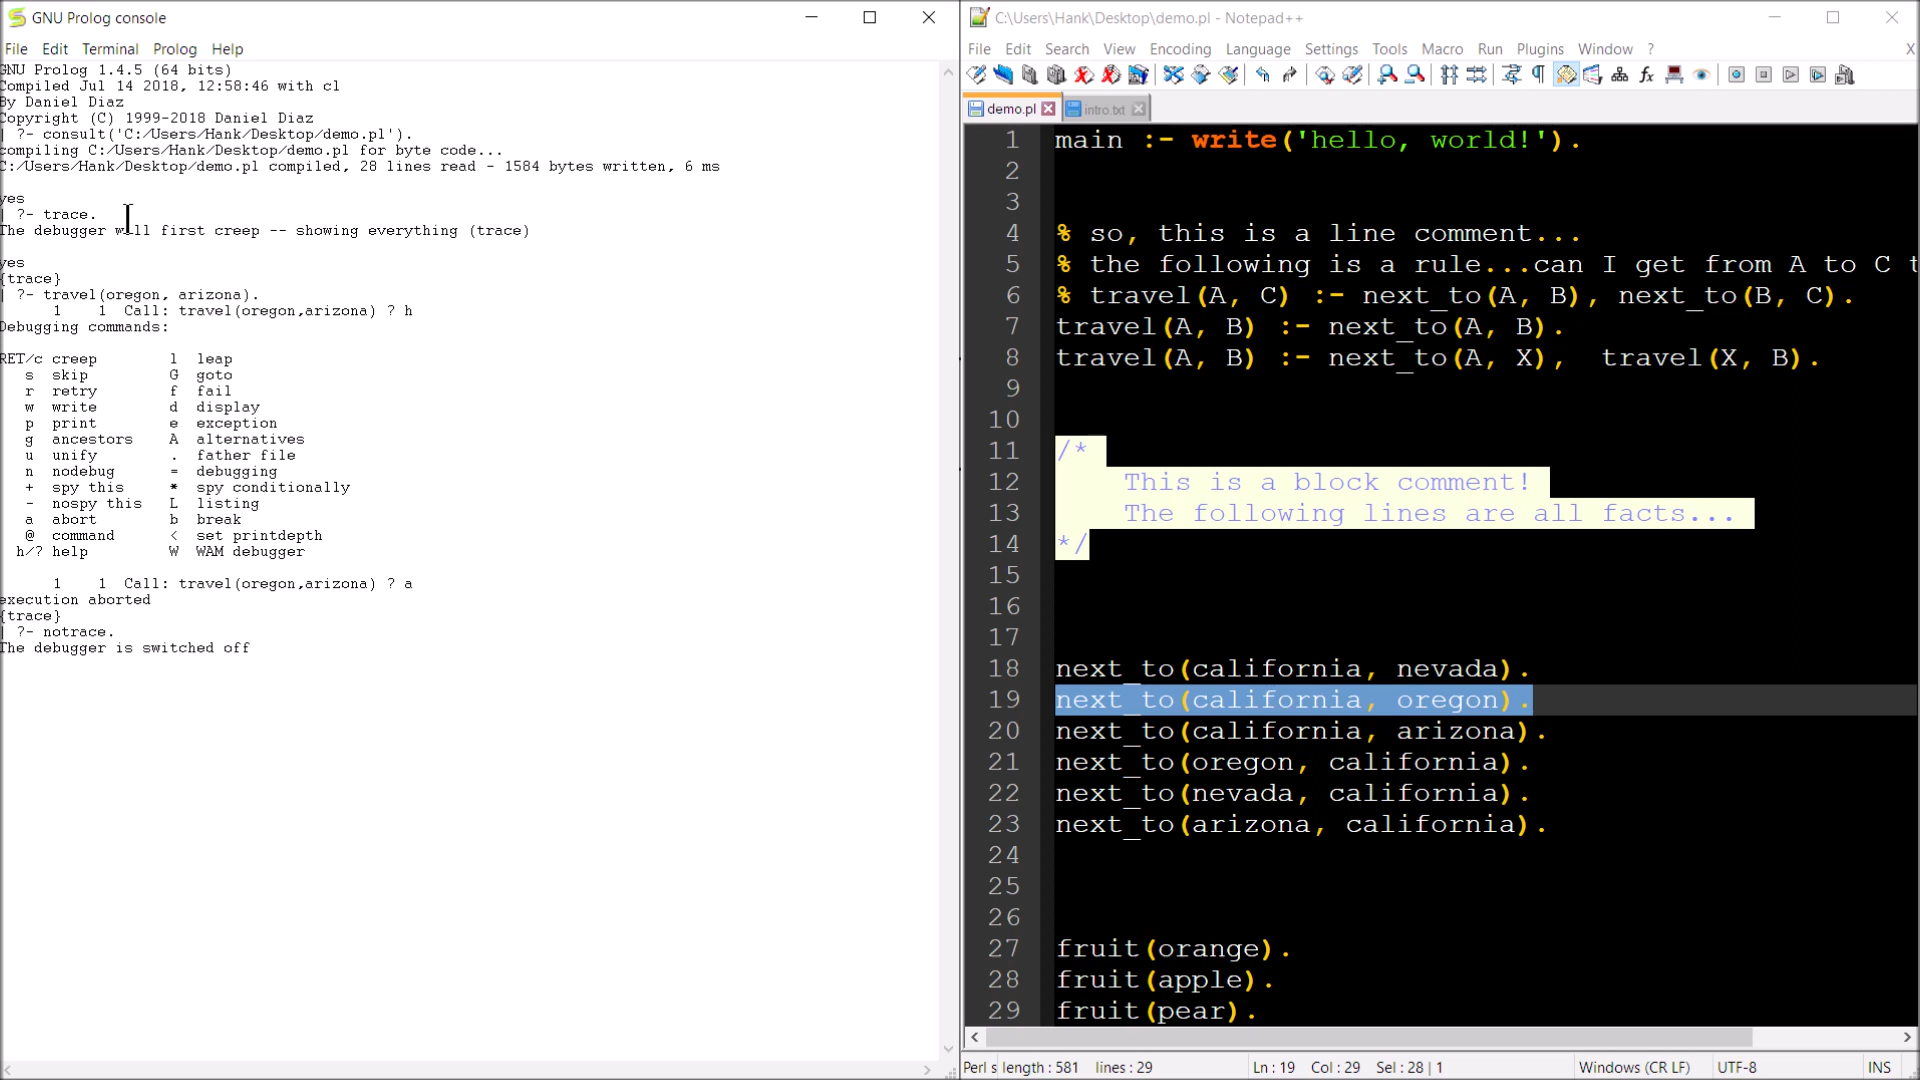 GNU Prolog console
File Edit Terminal Prolog Help
GNU Prolog 1.4.5 (64 bits)
Compiled Jul 14 2018, 12:58:46 with cl
By Daniel Diaz
Copyright (C) 1999-2018 Daniel Diaz
| ?- consult('C:/Users/Hank/Desktop/demo.pl').
compiling C:/Users/Hank/Desktop/demo.pl for byte code...
C:/Users/Hank/Desktop/demo.pl compiled, 28 lines read - 1584 bytes written, 6 ms
yes
| ?- trace.
The debugger will first creep -- showing everything (trace)
yes
{trace}
| ?- travel(oregon, arizona).
1 1 Call: travel(oregon,arizona) ? h
Debugging commands:
RET/c creep l leap
s skip G goto
r retry f fail
w write d display
p print e exception
g ancestors A alternatives
u unify . father file
n nodebug = debugging
+ spy this * spy conditionally
- nospy this L listing
a abort b break
@ command < set printdepth
h/? help W WAM debugger
1 1 Call: travel(oregon,arizona) ? a
execution aborted
{trace}
| ?- notrace.
The debugger is switched off
C:\Users\Hank\Desktop\demo.pl - Notepad++
File Edit Search View Encoding Language Settings Tools Macro Run Plugins Window ? X
demo.pl intro.txt
1 main :- write('hello, world!').
2
3
4 % so, this is a line comment...
5 % the following is a rule...can I get from A to C t
6 % travel(A, C) :- next_to(A, B), next_to(B, C).
7 travel(A, B) :- next_to(A, B).
8 travel(A, B) :- next_to(A, X), travel(X, B).
9
10
11 /*
12 This is a block comment!
13 The following lines are all facts...
14 */
15
16
17
18 next_to(california, nevada).
19 next_to(california, oregon).
20 next_to(california, arizona).
21 next_to(oregon, california).
22 next_to(nevada, california).
23 next_to(arizona, california).
24
25
26
27 fruit(orange).
28 fruit(apple).
29 fruit(pear).
Perl s length : 581 lines : 29 Ln : 19 Col : 29 Sel : 28 | 1 Windows (CR LF) UTF-8 INS